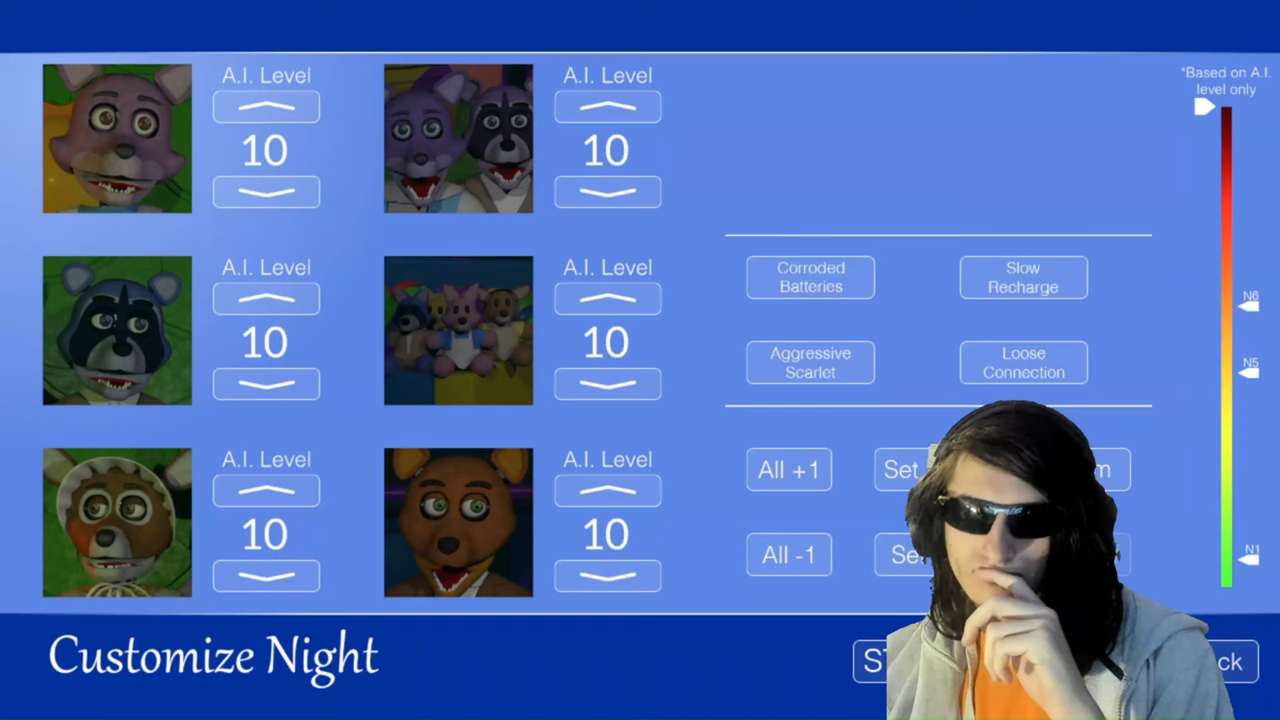 A.I. Level
10
A.I. Level
10
*Based on A.I.
level only
A.I. Level
10
A.I. Level
10
Corroded
Batteries
Slow
Recharge
N6
Aggressive
Scarlet
Loose
Connection
N5
A.I. Level
10
A.I. Level
10
All +1
Set
All -1
N1
Customize Night